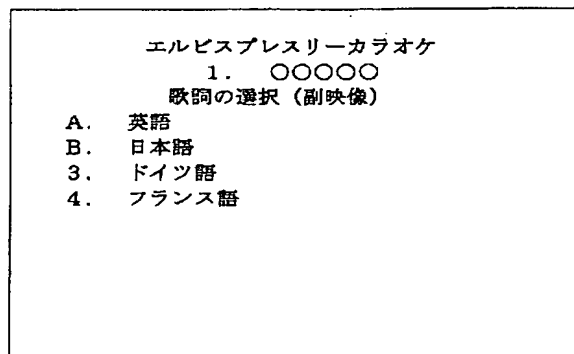 エルビスプレスリーカラオケ
1. ○○○○○
歌詞の選択（副映像）
A. 英語
B. 日本語
3. ドイツ語
4. フランス語